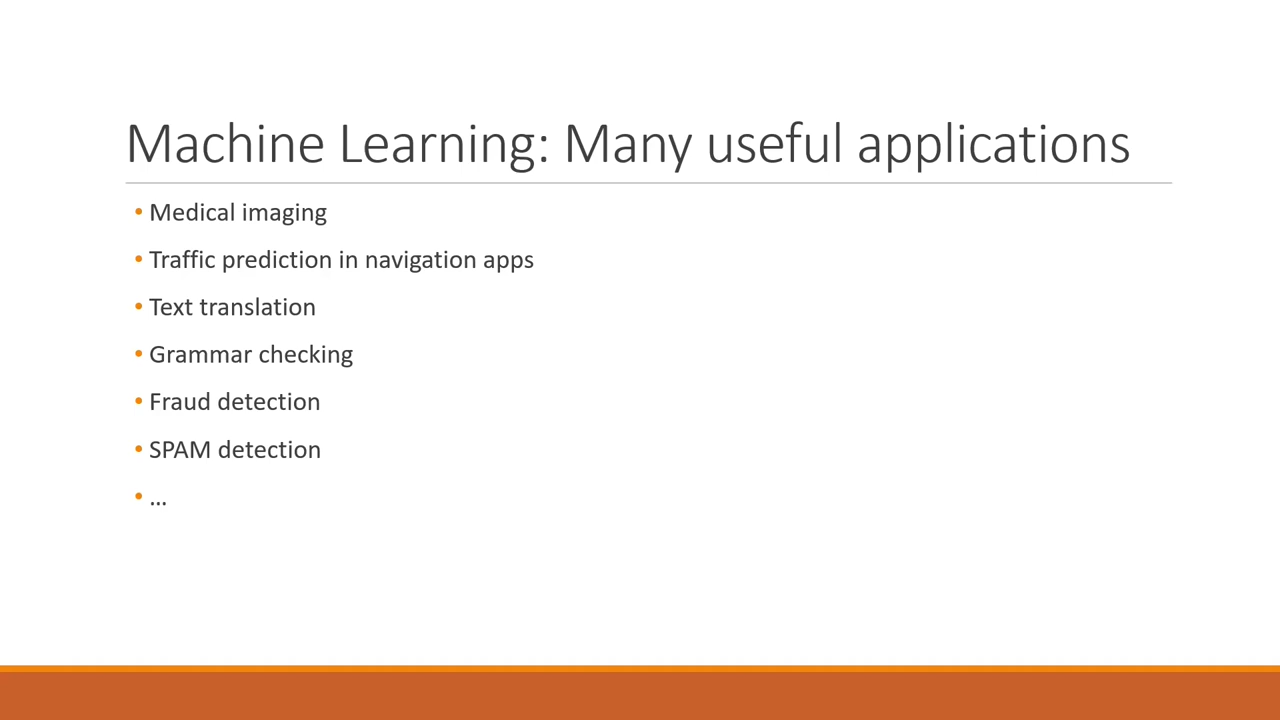 Machine Learning: Many useful applications
• Medical imaging
• Traffic prediction in navigation apps
• Text translation
• Grammar checking
• Fraud detection
• SPAM detection
• …